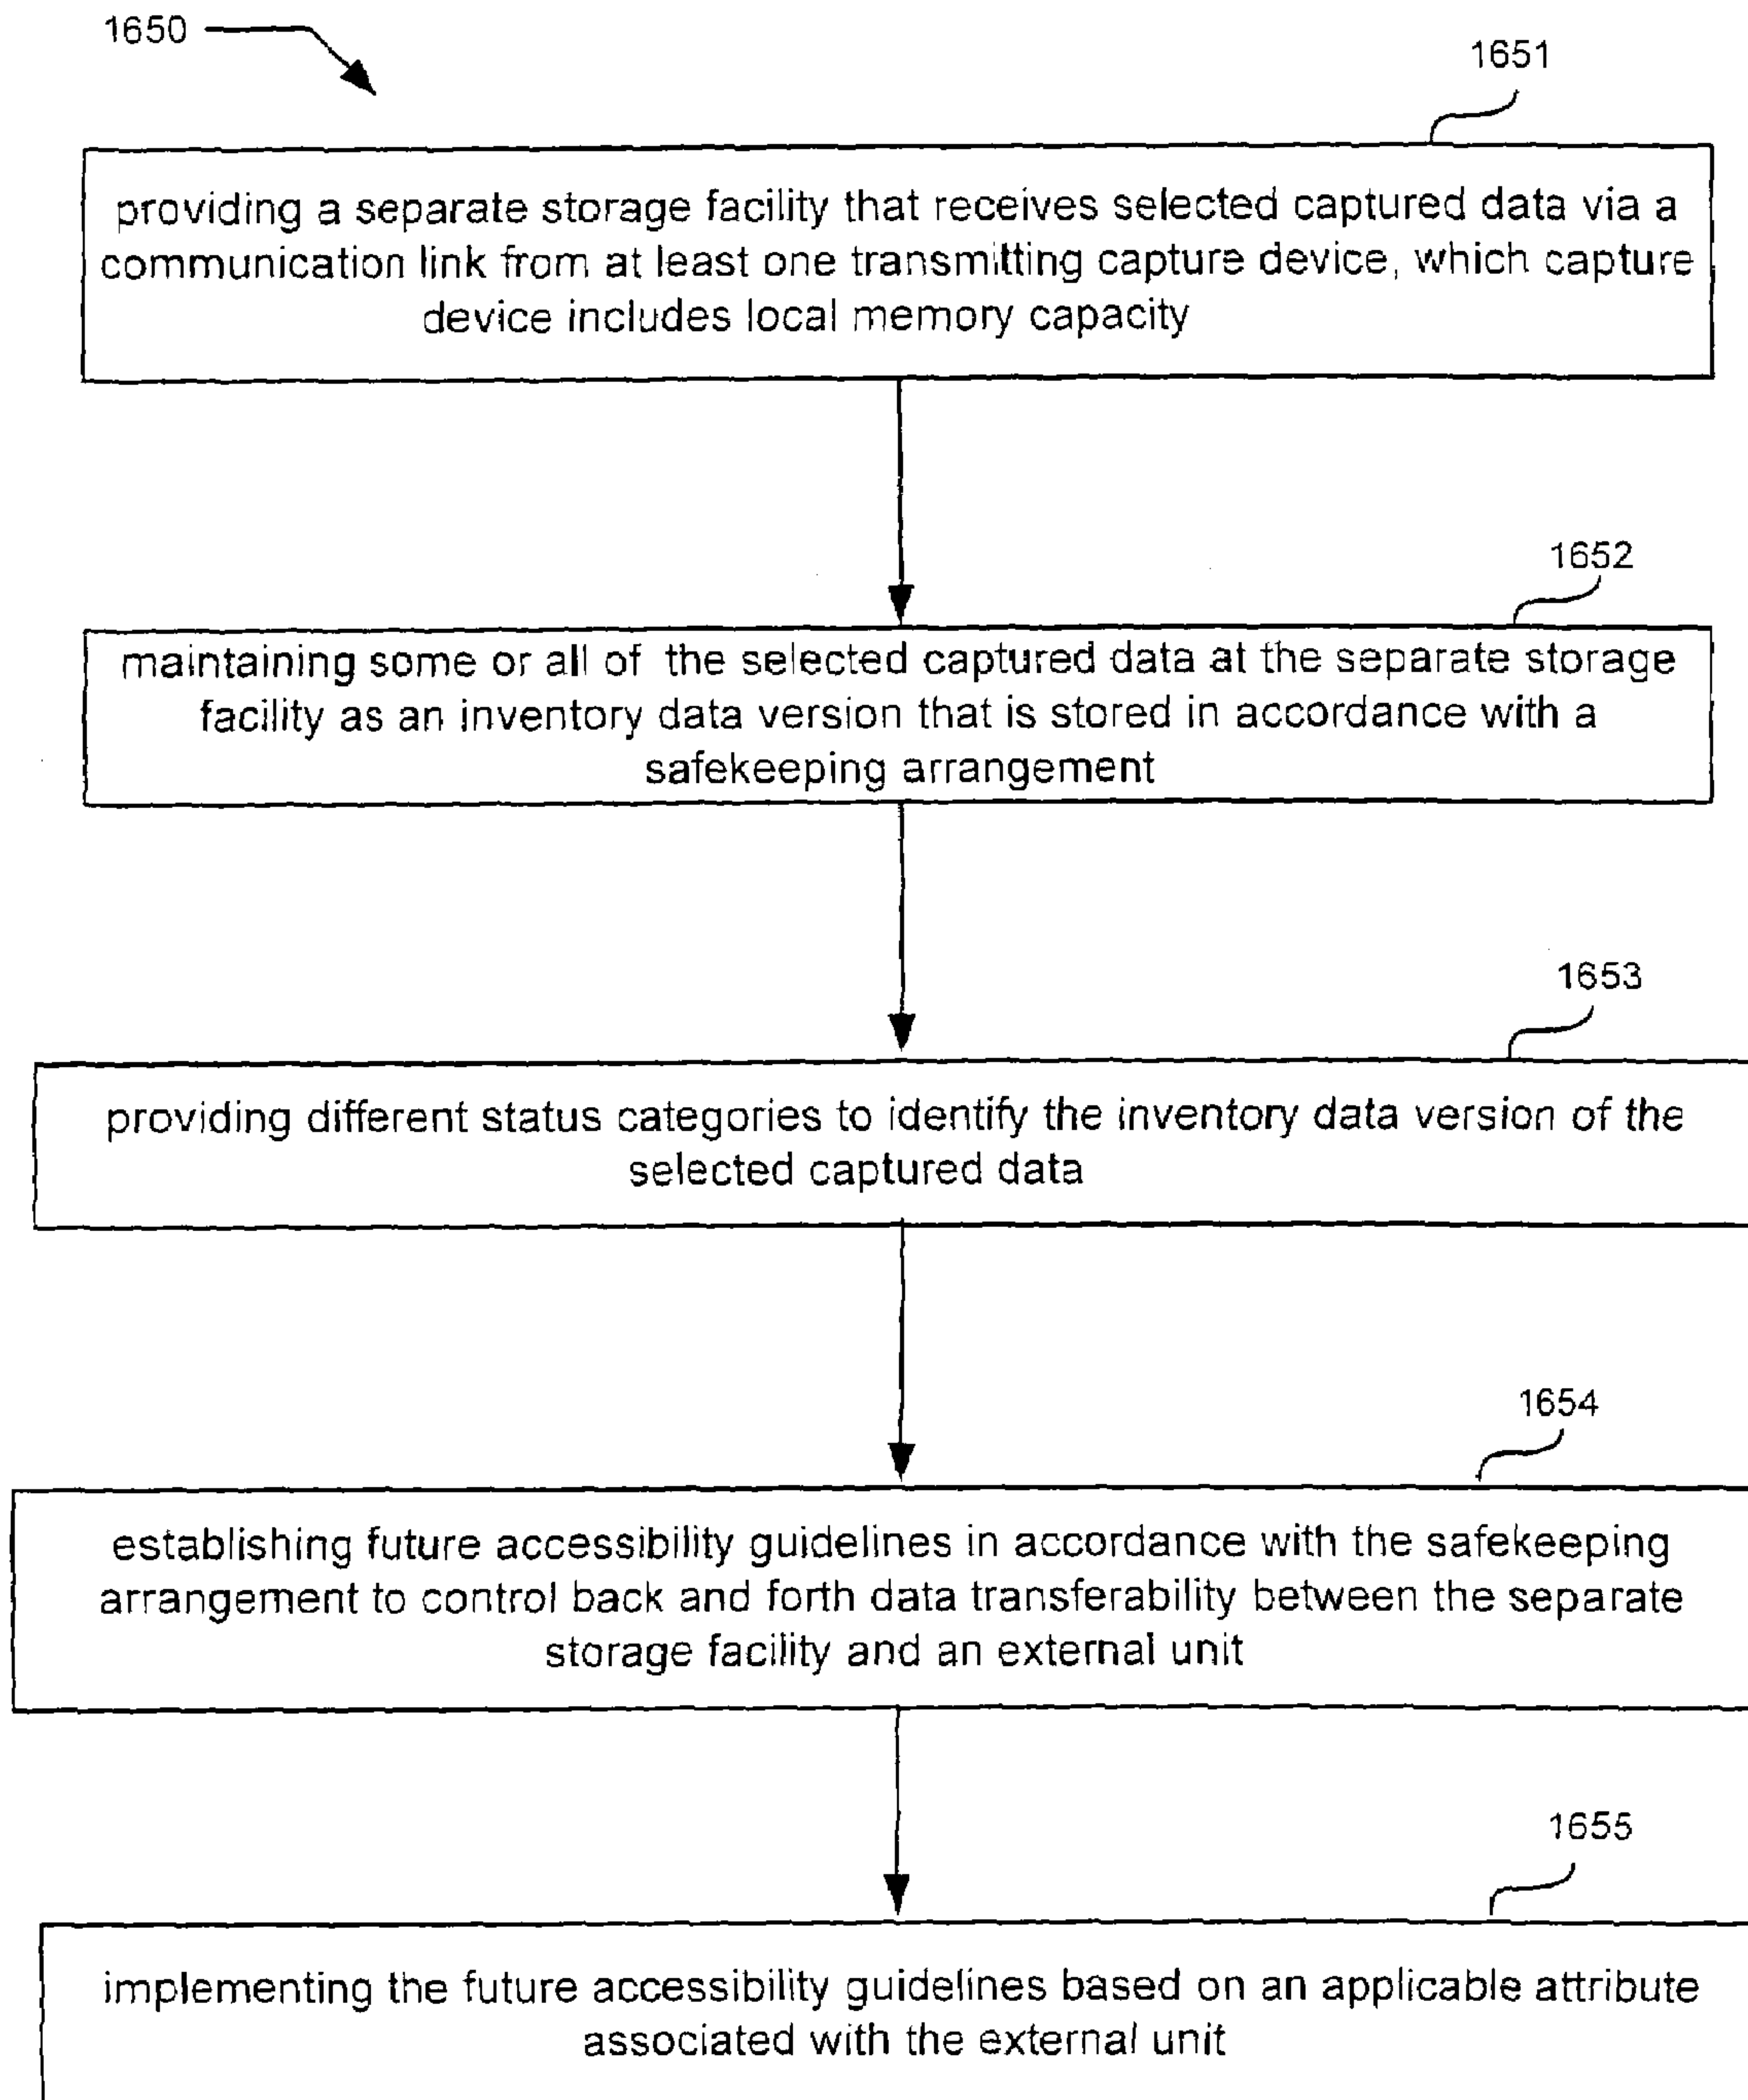 1650
1651
providing a separate storage facility that receives selected captured data via a
communication link from at least one transmitting capture device, which capture
device includes local memory capacity
1652
maintaining some or all of the selected captured data at the separate storage
facility as an inventory data version that is stored in accordance with a
safekeeping arrangement
1653
providing different status categories to identify the inventory data version of the
selected captured data
1654
establishing future accessibility guidelines in accordance with the safekeeping
arrangement to control back and forth data transferability between the separate
storage facility and an external unit
1655
implementing the future accessibility guidelines based on an applicable attribute
associated with the external unit